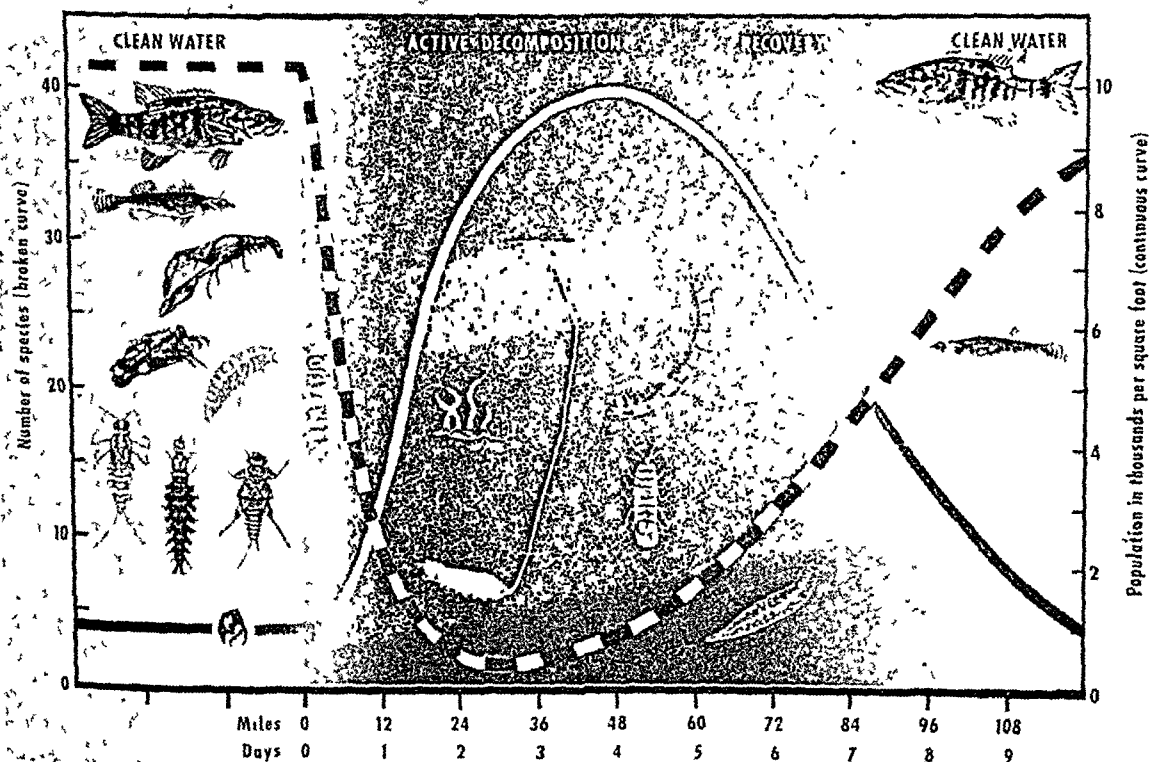 CLEAN WATER
ACTIVE DECOMPOSITION
RECOVERY
CLEAN WATER
Number of species (broken curve)
40
30
20
10
0
10
8
6
4
2
0
Population in thousands per square foot (continuous curve)
Miles 0 12 24 36 48 60 72 84 96 108
Days 0 1 2 3 4 5 6 7 8 9